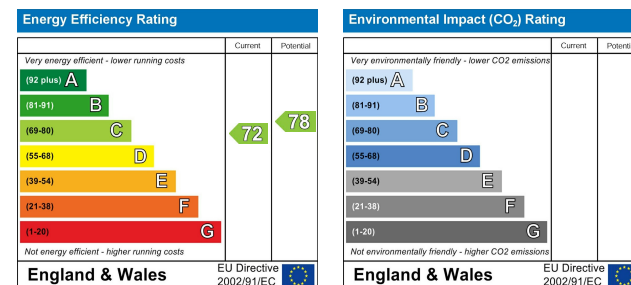 Energy Efficiency Rating
Current Potential
Very energy efficient - lower running costs
(92 plus) A
(81-91) B
(69-80) C
(55-68) D
(39-54) E
(21-38) F
(1-20) G
72
78
Not energy efficient - higher running costs
England & Wales
EU Directive
2002/91/EC
Environmental Impact (CO2) Rating
Current Potential
Very environmentally friendly - lower CO2 emissions
(92 plus) A
(81-91) B
(69-80) C
(55-68) D
(39-54) E
(21-38) F
(1-20) G
Not environmentally friendly - higher CO2 emissions
England & Wales
EU Directive
2002/91/EC